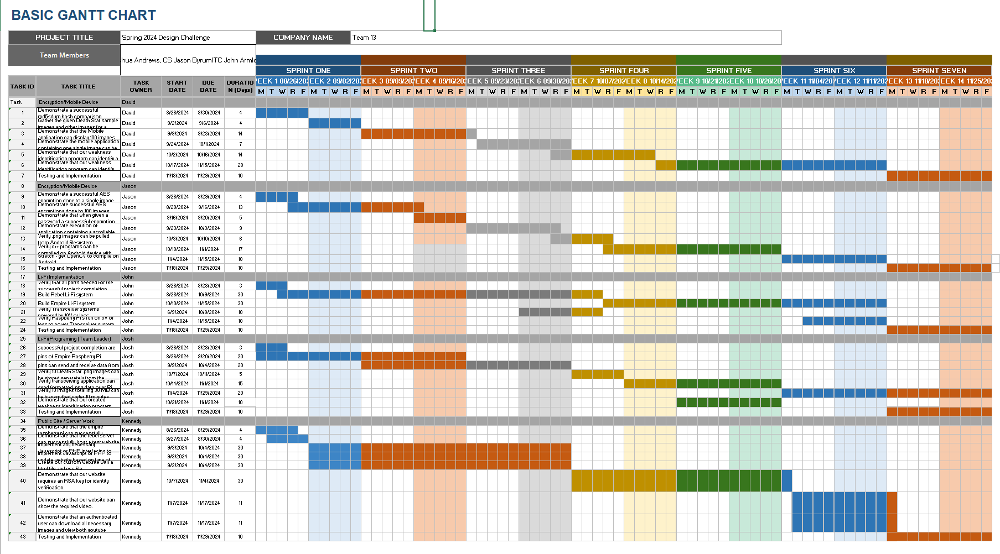 BASIC GANTT CHART
PROJECT TITLE Spring 2024 Design Challenge COMPANY NAME Team 13
Team Members hua Andrews, CS Jason ByrumITC John
SPRINT ONE SPRINT TWO SPRINT THREE SPRINT FOUR SPRINT FIVE SPRINT SIX SPRINT SEVEN
TASK ID TASK TITLE TASK OWNER START DATE DUE DATE DURATIO N (Days)
EEK 1 08/26/202 EEK 2 09/02/202 EEK 3 09/09/202 EEK 4 09/16/202 EEK 5 09/23/202 EEK 6 09/30/202 EEK 7 10/07/202 EEK 8 10/14/202 EEK 9 10/21/202 EEK 10 10/28/20 EEK 11 11/04/202 EEK 12 11/11/202 EEK 13 11/18/202 EEK 14 11/25/20
M T W R F M T W R F M T W R F M T W R F M T W R F M T W R F M T W R F M T W R F M T W R F M T W R F M T W R F M T W R F M T W R F M T W R F
Task Encryption/Mobile Device David
1 Demonstrate a successful md5sdum hash comparison David 8/26/2024 8/30/2024 4
2 Gather the given Death Star sample images and other images for a David 9/2/2024 9/6/2024 4
3 Demonstrate that the Mobile application can display 100 images David 9/9/2024 9/23/2024 14
4 Demonstrate the mobile application containing one single image can be David 9/24/2024 10/1/2024 7
5 Demonstrate that our weakness identification program can identify a David 10/2/2024 10/16/2024 14
6 Demonstrate that our weakness identification program can identify David 10/17/2024 11/15/2024 28
7 Testing and Implementation David 11/18/2024 11/29/2024 10
8 Encryption/Mobile Device Jason
9 Demonstrate a successful AES encryption done to a single image Jason 8/26/2024 8/29/2024 4
10 Demonstrate successful AES encryptions done to 100 images Jason 8/29/2024 9/16/2024 13
11 Demonstrate that when given a password a successful encryption Jason 9/16/2024 9/20/2024 5
12 Demonstrate execution of application containing a scrollable Jason 9/23/2024 10/3/2024 9
13 Verify .png images can be pulled from Android filesystem Jason 10/3/2024 10/10/2024 6
14 Verify c++ programs can be compiled on Android device with Jason 10/10/2024 11/1/2024 17
15 Stretch - get OpenCV to compile on Android Jason 11/4/2024 11/15/2024 10
16 Testing and Implementation Jason 11/18/2024 11/29/2024 10
17 Li-Fi Implementation John
18 Verify that all parts needed for the successful project completion John 8/26/2024 8/28/2024 3
19 Build Rebel Li-Fi system John 8/28/2024 10/9/2024 30
20 Build Empire Li-Fi system John 10/10/2024 11/15/2024 30
21 Verify Transceiver systems powered by 10V or less John 6/9/2024 10/9/2024 10
22 Verify Raspberry Pi's run on 5V or less to power Transceiver system John 11/4/2024 11/15/2024 10
24 Testing and Implementation John 11/18/2024 11/29/2024 10
25 Li-Fi/Programing (Team Leader) Josh
26 successful project completion are Josh 8/26/2024 8/28/2024 3
27 pins of Empire Raspberry Pi Josh 8/26/2024 9/20/2024 20
28 pins can send and receive data from Josh 9/9/2024 10/4/2024 20
29 Verify 10 Death Star .png images can be stored separately from the Josh 10/7/2024 10/11/2024 5
30 Verify transceiving application can send formatted .png data over Pi Josh 10/14/2024 11/1/2024 15
31 Verify 10 images totalling 30 MB can be transmitted under 10 minutes Josh 11/4/2024 11/29/2024 20
32 Demonstrate that our created weakness identification program Josh 10/21/2024 11/1/2024 10
33 Testing and Implementation Josh 11/18/2024 11/29/2024 10
34 Public Site / Server Work Kennedy
35 Demonstrate that the empire raspberry pi can successfully Kennedy 8/26/2024 8/29/2024 4
36 Demonstrate that the rebel server can successfully host a test website Kennedy 8/27/2024 8/30/2024 4
37 Implement any necessary Javascript or PHP interfacing to Kennedy 9/3/2024 10/4/2024 30
38 Implement Javascript or PHP to update website based on type of Kennedy 9/3/2024 10/4/2024 30
39 Create our custom website with a html file and css file Kennedy 9/3/2024 10/4/2024 30
40 Demonstrate that our website requires an RSA key for identity verification. Kennedy 10/7/2024 11/4/2024 30
41 Demonstrate that our website can show the required video. Kennedy 11/7/2024 11/17/2024 11
42 Demonstrate that an authenticated user can download all necessary images and view both youtube Kennedy 11/7/2024 11/17/2024 11
43 Testing and Implementation Kennedy 11/18/2024 11/29/2024 10